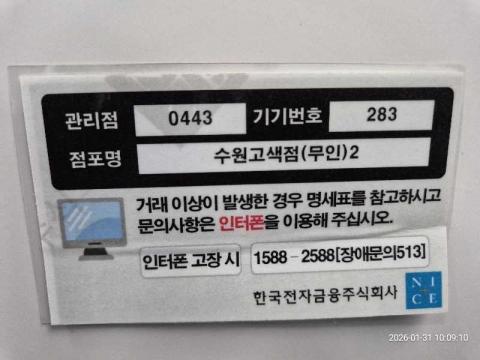 관리점 0443 기기번호 283
점포명 수원고색점(무인)2
거래 이상이 발생한 경우 명세표를 참고하시고
문의사항은 인터폰을 이용해 주십시오.
인터폰 고장 시 1588-2588[장애문의513]
한국전자금융주식회사 NICE
2026-01-31 10:09:10